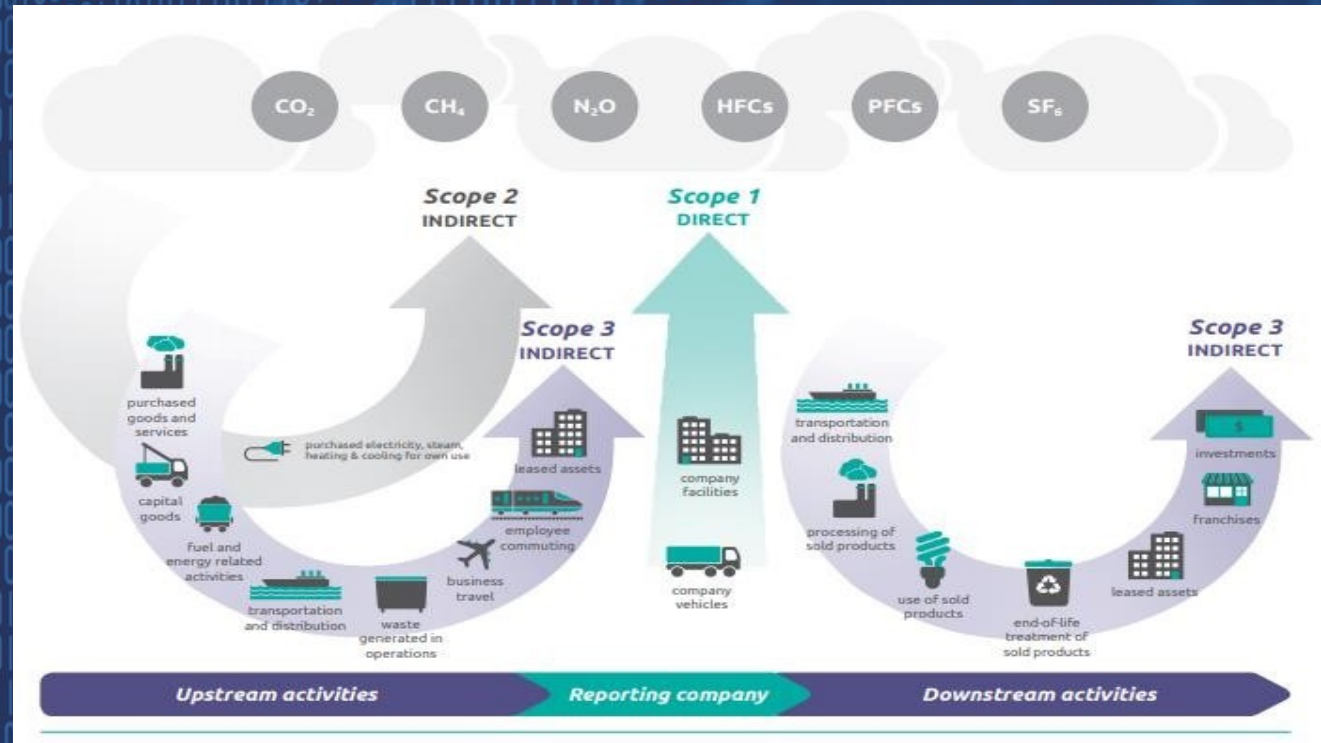 CO₂
CH₄
N₂O
HFCs
PFCs
SF₆
Scope 2
INDIRECT
Scope 1
DIRECT
Scope 3
INDIRECT
Scope 3
INDIRECT
purchased
goods and
services
capital
goods
fuel and
energy related
activities
transportation
and distribution
waste
generated in
operations
business
travel
employee
commuting
leased assets
purchased electricity, steam,
heating & cooling for own use
company
facilities
company
vehicles
transportation
and distribution
processing of
sold products
use of sold
products
end-of-life
treatment of
sold products
leased assets
franchises
$
investments
Upstream activities
Reporting company
Downstream activities